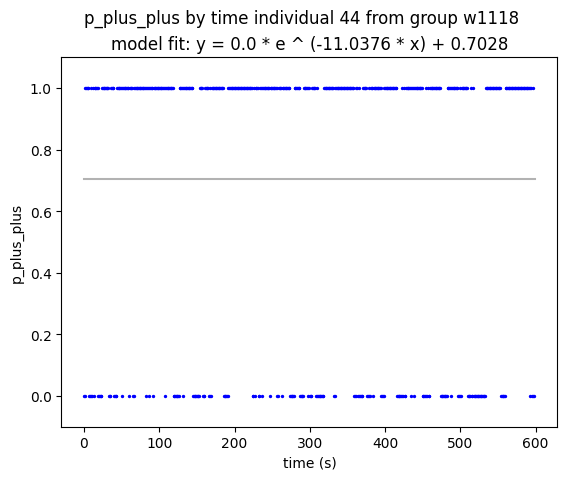 p_plus_plus by time individual 44 from group w1118
model fit: y = 0.0 * e ^ (-11.0376 * x) + 0.7028
1.0
0.8
p_plus_plus
0.6
0.4
0.2
0.0
0 100 200 300 400 500 600
time (s)